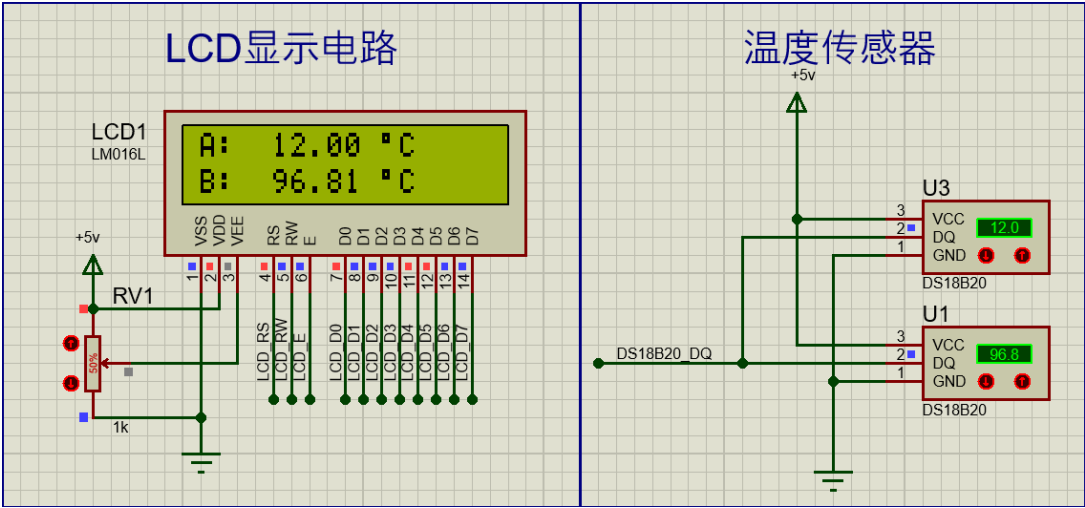 LCD显示电路
LCD1
LM016L
A: 12.00 °C
B: 96.81 °C
VSS
VDD
VEE
RS
RW
E
D0
D1
D2
D3
D4
D5
D6
D7
1
2
3
4
5
6
7
8
9
10
11
12
13
14
+5v
RV1
50%
1k
LCD_RS
LCD_RW
LCD_E
LCD_D0
LCD_D1
LCD_D2
LCD_D3
LCD_D4
LCD_D5
LCD_D6
LCD_D7
温度传感器
+5v
U3
3 VCC 12.0
2 DQ
1 GND
DS18B20
U1
3 VCC 96.8
2 DQ
1 GND
DS18B20
DS18B20_DQ